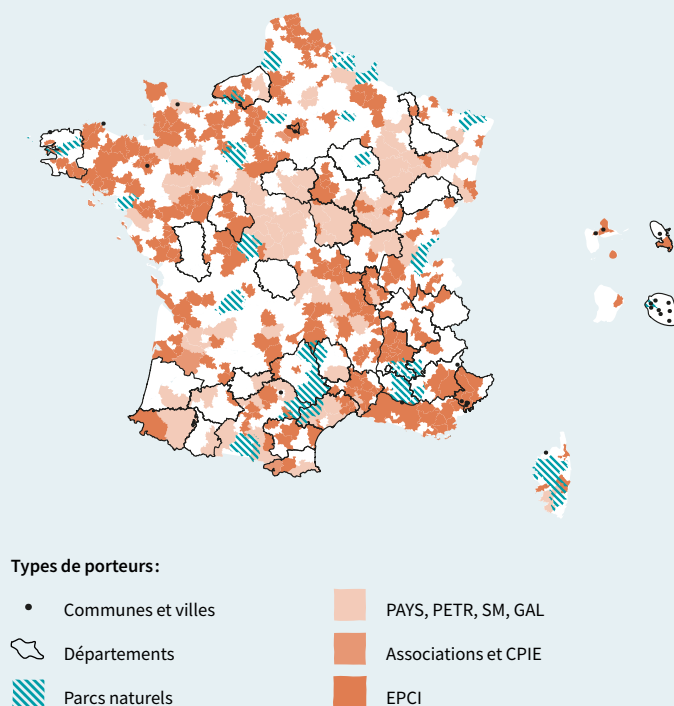 Types de porteurs :
Communes et villes
Départements
Parcs naturels
PAYS, PETR, SM, GAL
Associations et CPIE
EPCI